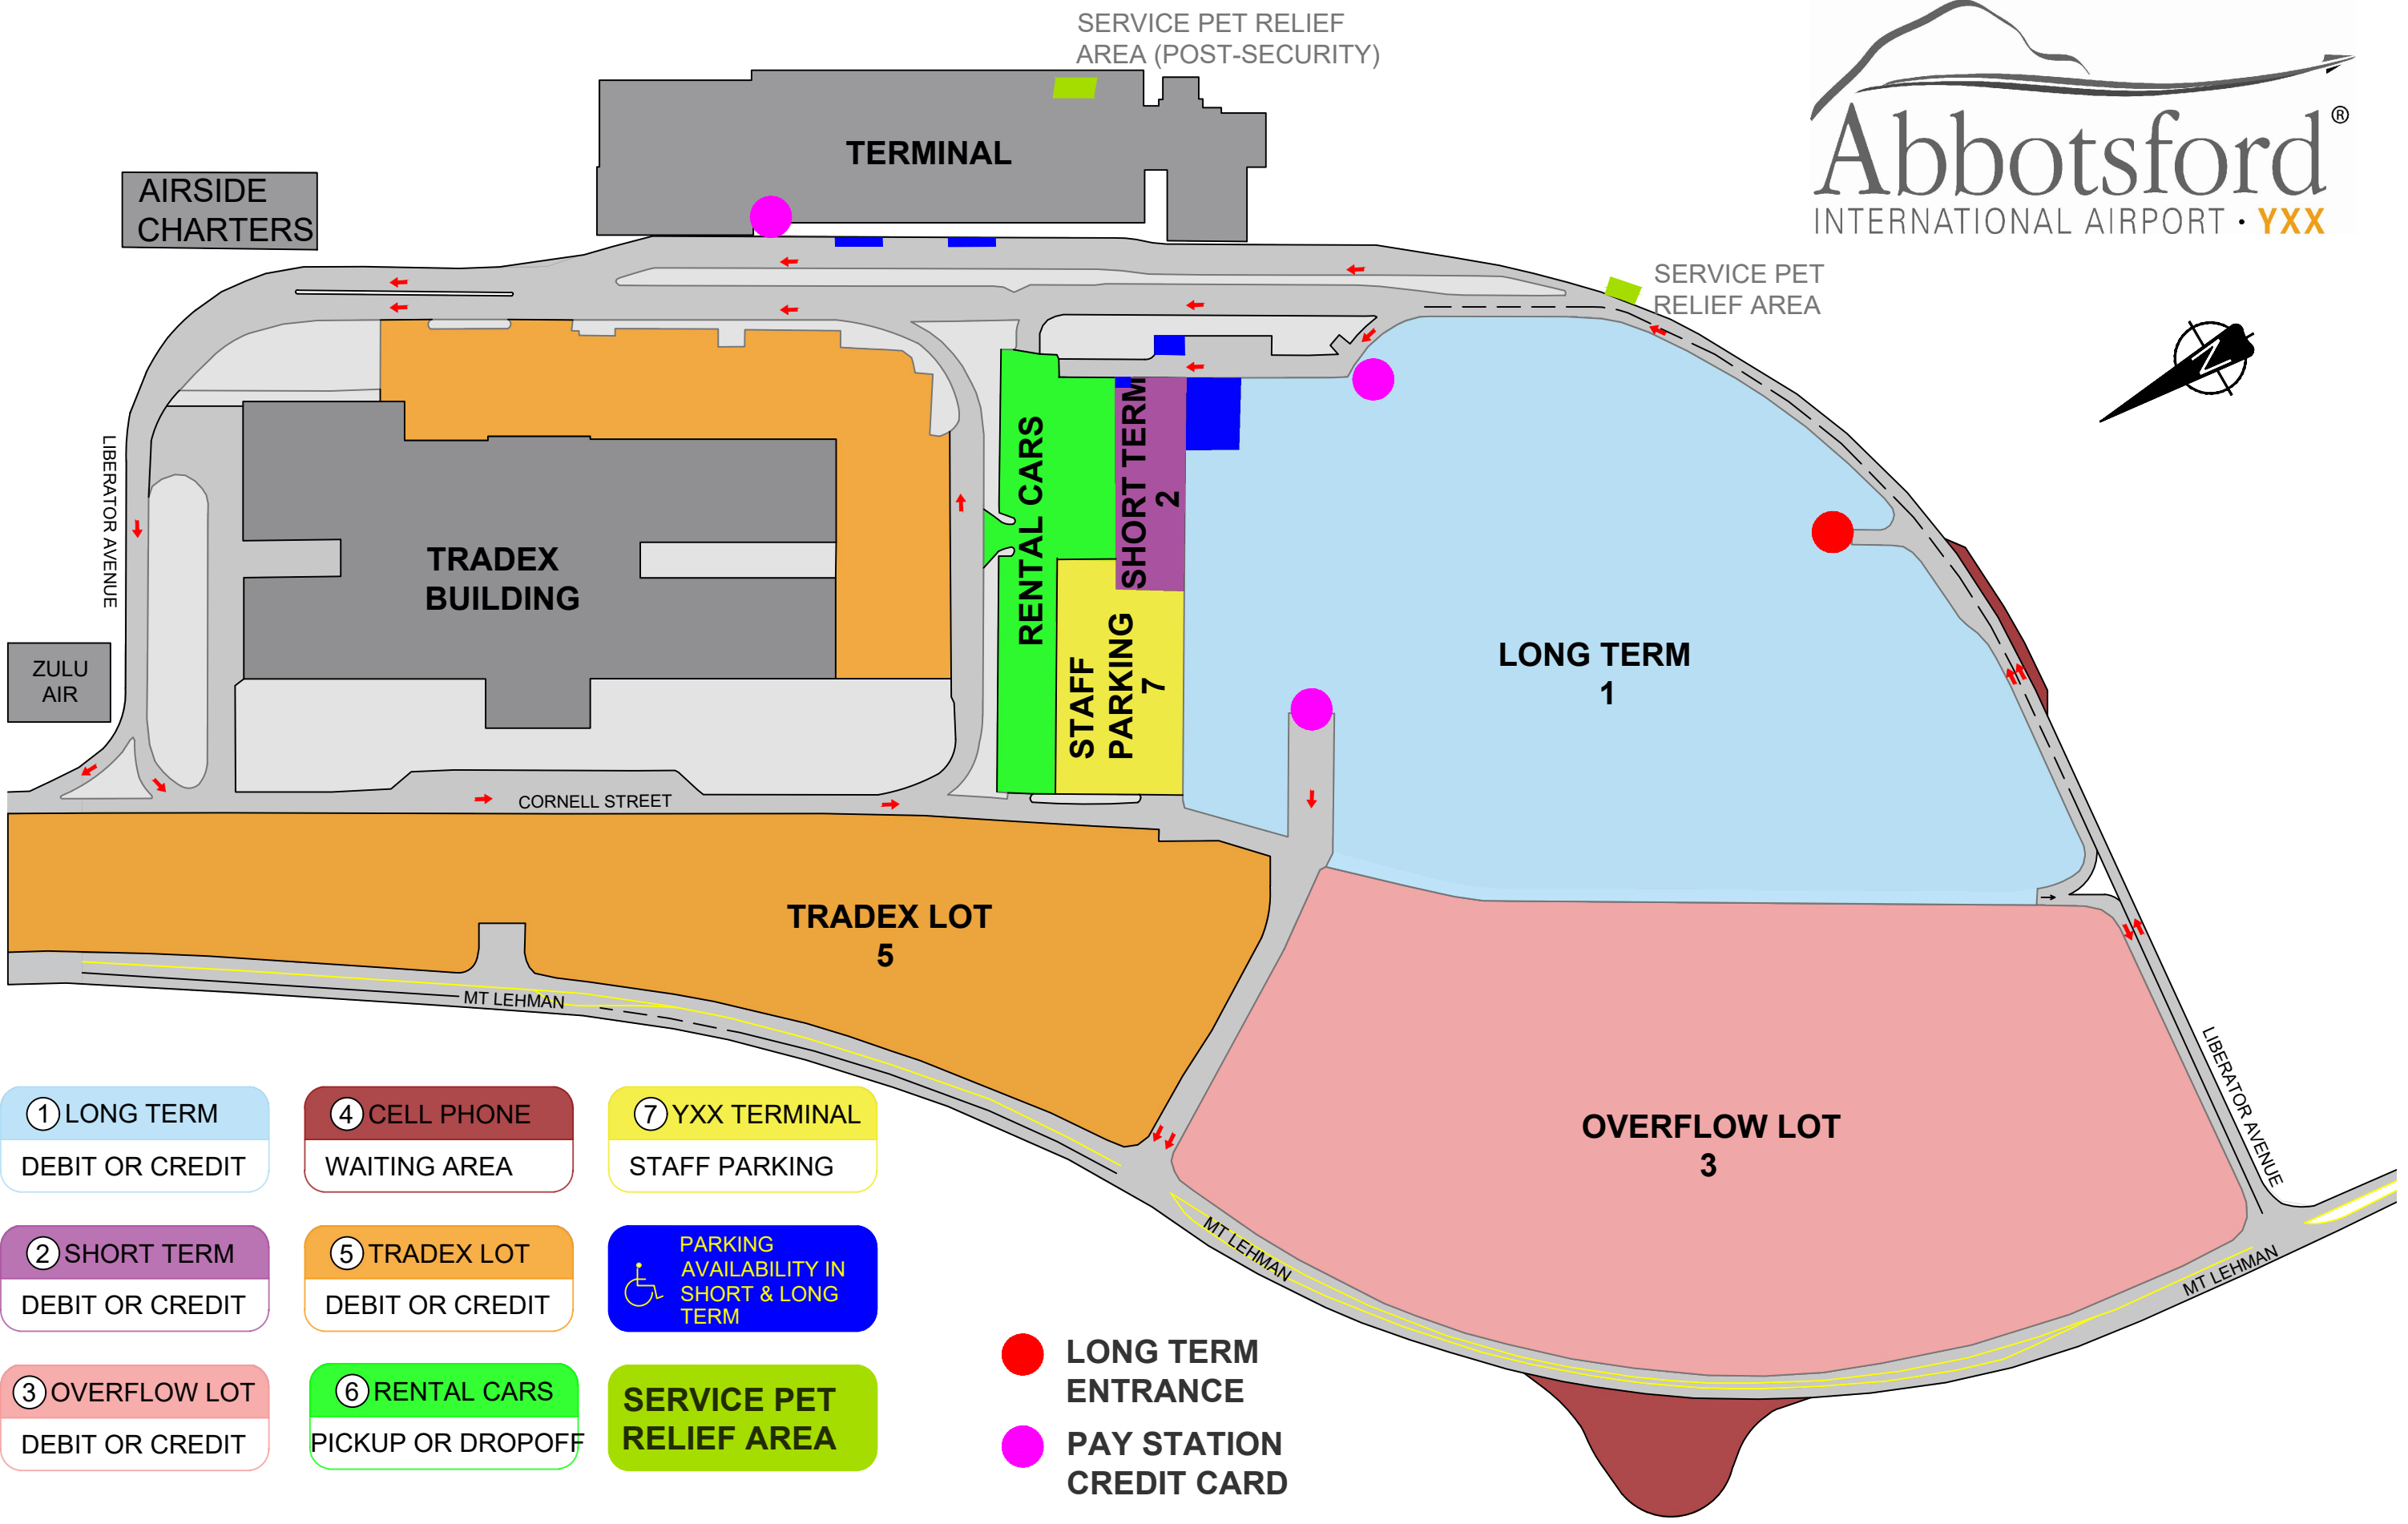 SERVICE PET RELIEF
AREA (POST-SECURITY)
Abbotsford®
INTERNATIONAL AIRPORT · YXX
TERMINAL
AIRSIDE
CHARTERS
SERVICE PET
RELIEF AREA
N
LIBERATOR AVENUE
RENTAL CARS
SHORT TERM
2
TRADEX
BUILDING
ZULU
AIR
STAFF
PARKING
7
LONG TERM
1
CORNELL STREET
TRADEX LOT
5
MT LEHMAN
OVERFLOW LOT
3
LIBERATOR AVENUE
MT LEHMAN
MT LEHMAN
1 LONG TERM
DEBIT OR CREDIT
4 CELL PHONE
WAITING AREA
7 YXX TERMINAL
STAFF PARKING
2 SHORT TERM
DEBIT OR CREDIT
5 TRADEX LOT
DEBIT OR CREDIT
PARKING
AVAILABILITY IN
SHORT & LONG
TERM
3 OVERFLOW LOT
DEBIT OR CREDIT
6 RENTAL CARS
PICKUP OR DROPOFF
SERVICE PET
RELIEF AREA
LONG TERM
ENTRANCE
PAY STATION
CREDIT CARD